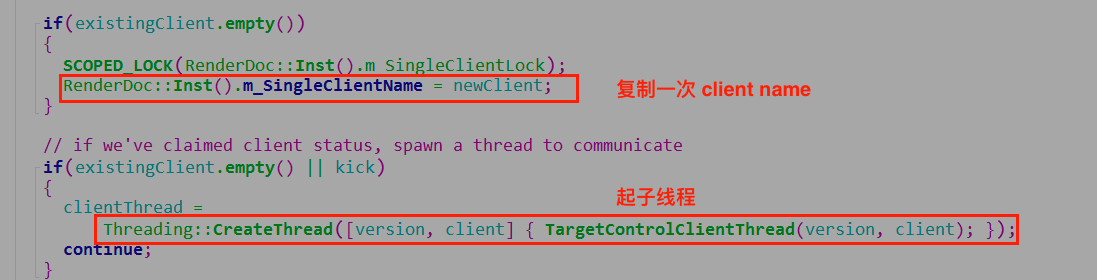 if(existingClient.empty())
{
SCOPED_LOCK(RenderDoc::Inst().m_SingleClientLock);
RenderDoc::Inst().m_SingleClientName = newClient;
复制一次 client name
}
// if we've claimed client status, spawn a thread to communicate
if(existingClient.empty() || kick)
{
起子线程
clientThread =
Threading::CreateThread([version, client] { TargetControlClientThread(version, client); });
continue;
}